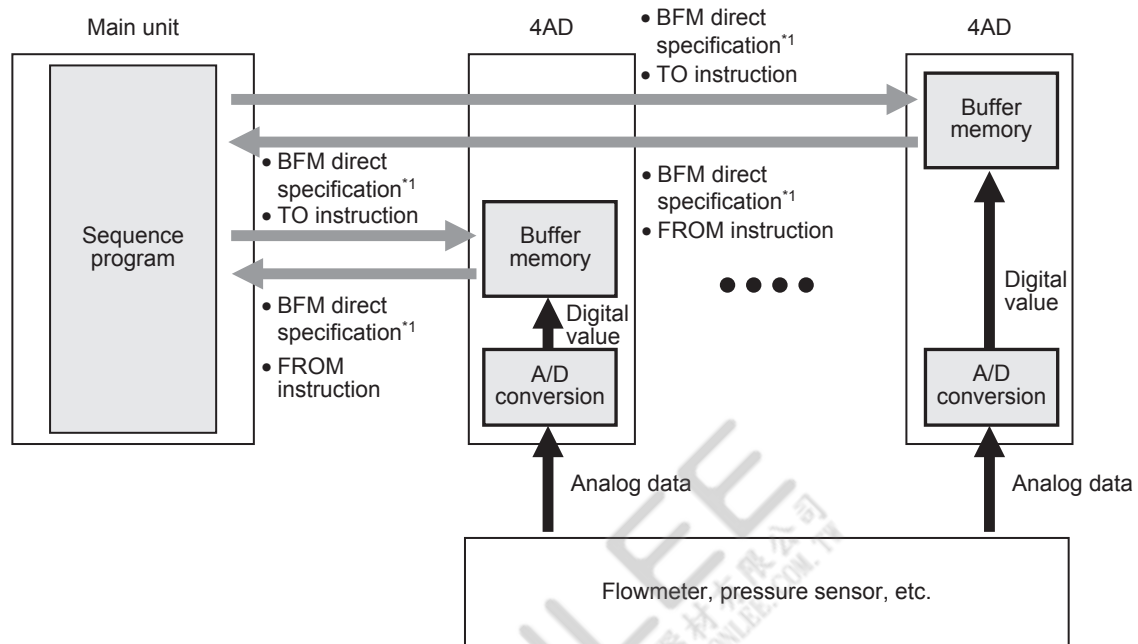 Main unit
4AD
• BFM direct
specification*1
• TO instruction
4AD
Buffer
memory
• BFM direct
specification*1
• TO instruction
• BFM direct
specification*1
• FROM instruction
Sequence
program
Buffer
memory
Digital
value
• BFM direct
specification*1
• FROM
instruction
Digital
value
A/D
conversion
A/D
conversion
Analog data
Analog data
Flowmeter, pressure sensor, etc.